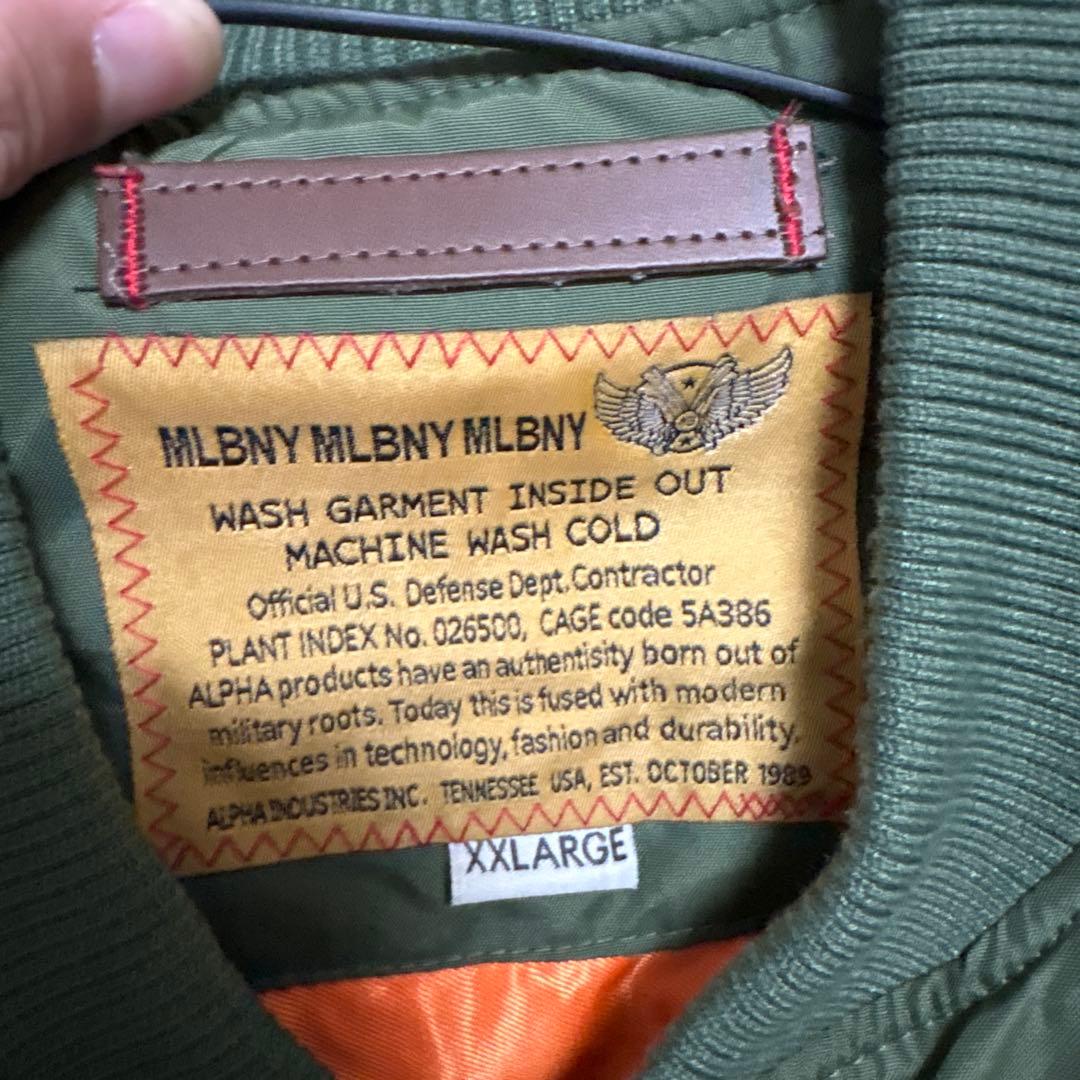 MLBNY MLBNY MLBNY
WASH GARMENT INSIDE OUT
MACHINE WASH COLD
Official U.S. Defense Dept. Contractor
PLANT INDEX No. 026500, CAGE code 5A386
ALPHA products have an authentisity born out of
military roots. Today this is fused with modern
influences in technology, fashion and durability.
ALPHA INDUSTRIES INC. TENNESSEE USA, EST. OCTOBER 1989
XXLARGE